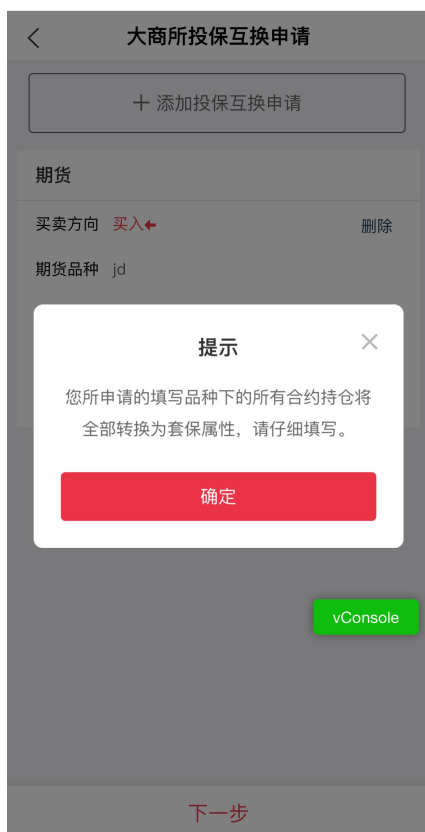 大商所投保互换申请
＋ 添加投保互换申请
期货
买卖方向 买入 删除
期货品种 jd
提示
您所申请的填写品种下的所有合约持仓将
全部转换为套保属性，请仔细填写。
确定
vConsole
下一步